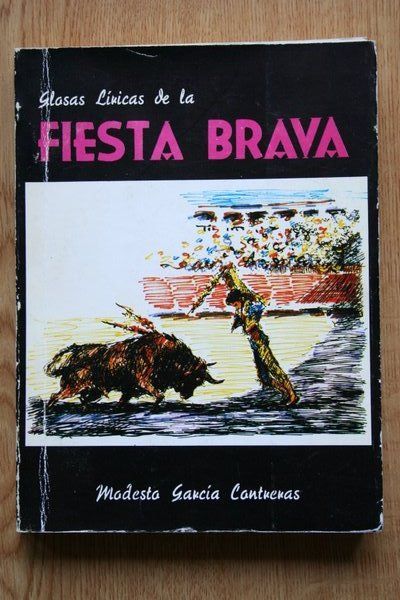 Glosas Líricas de la
FIESTA BRAVA
Modesto García Contreras